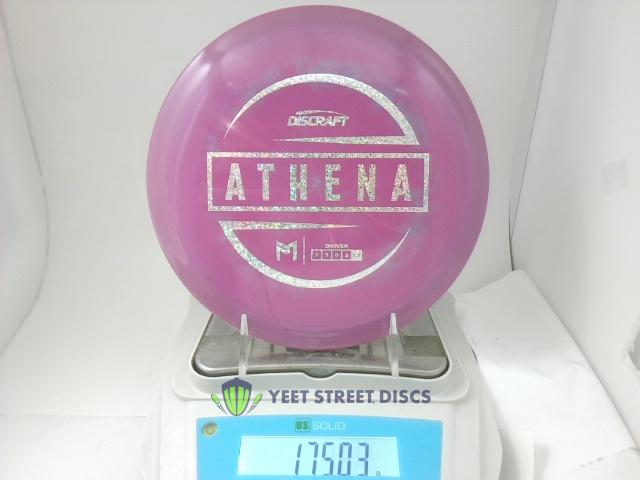 DISCRAFT
ATHENA
DRIVER
YEET STREET DISCS
US SOLID
175.03 g